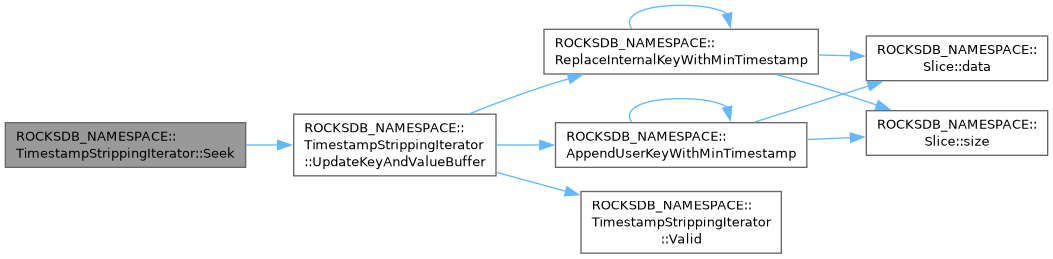 ROCKSDB_NAMESPACE::
TimestampStrippingIterator::Seek
ROCKSDB_NAMESPACE::
TimestampStrippingIterator
::UpdateKeyAndValueBuffer
ROCKSDB_NAMESPACE::
ReplaceInternalKeyWithMinTimestamp
ROCKSDB_NAMESPACE::
AppendUserKeyWithMinTimestamp
ROCKSDB_NAMESPACE::
TimestampStrippingIterator
::Valid
ROCKSDB_NAMESPACE::
Slice::data
ROCKSDB_NAMESPACE::
Slice::size